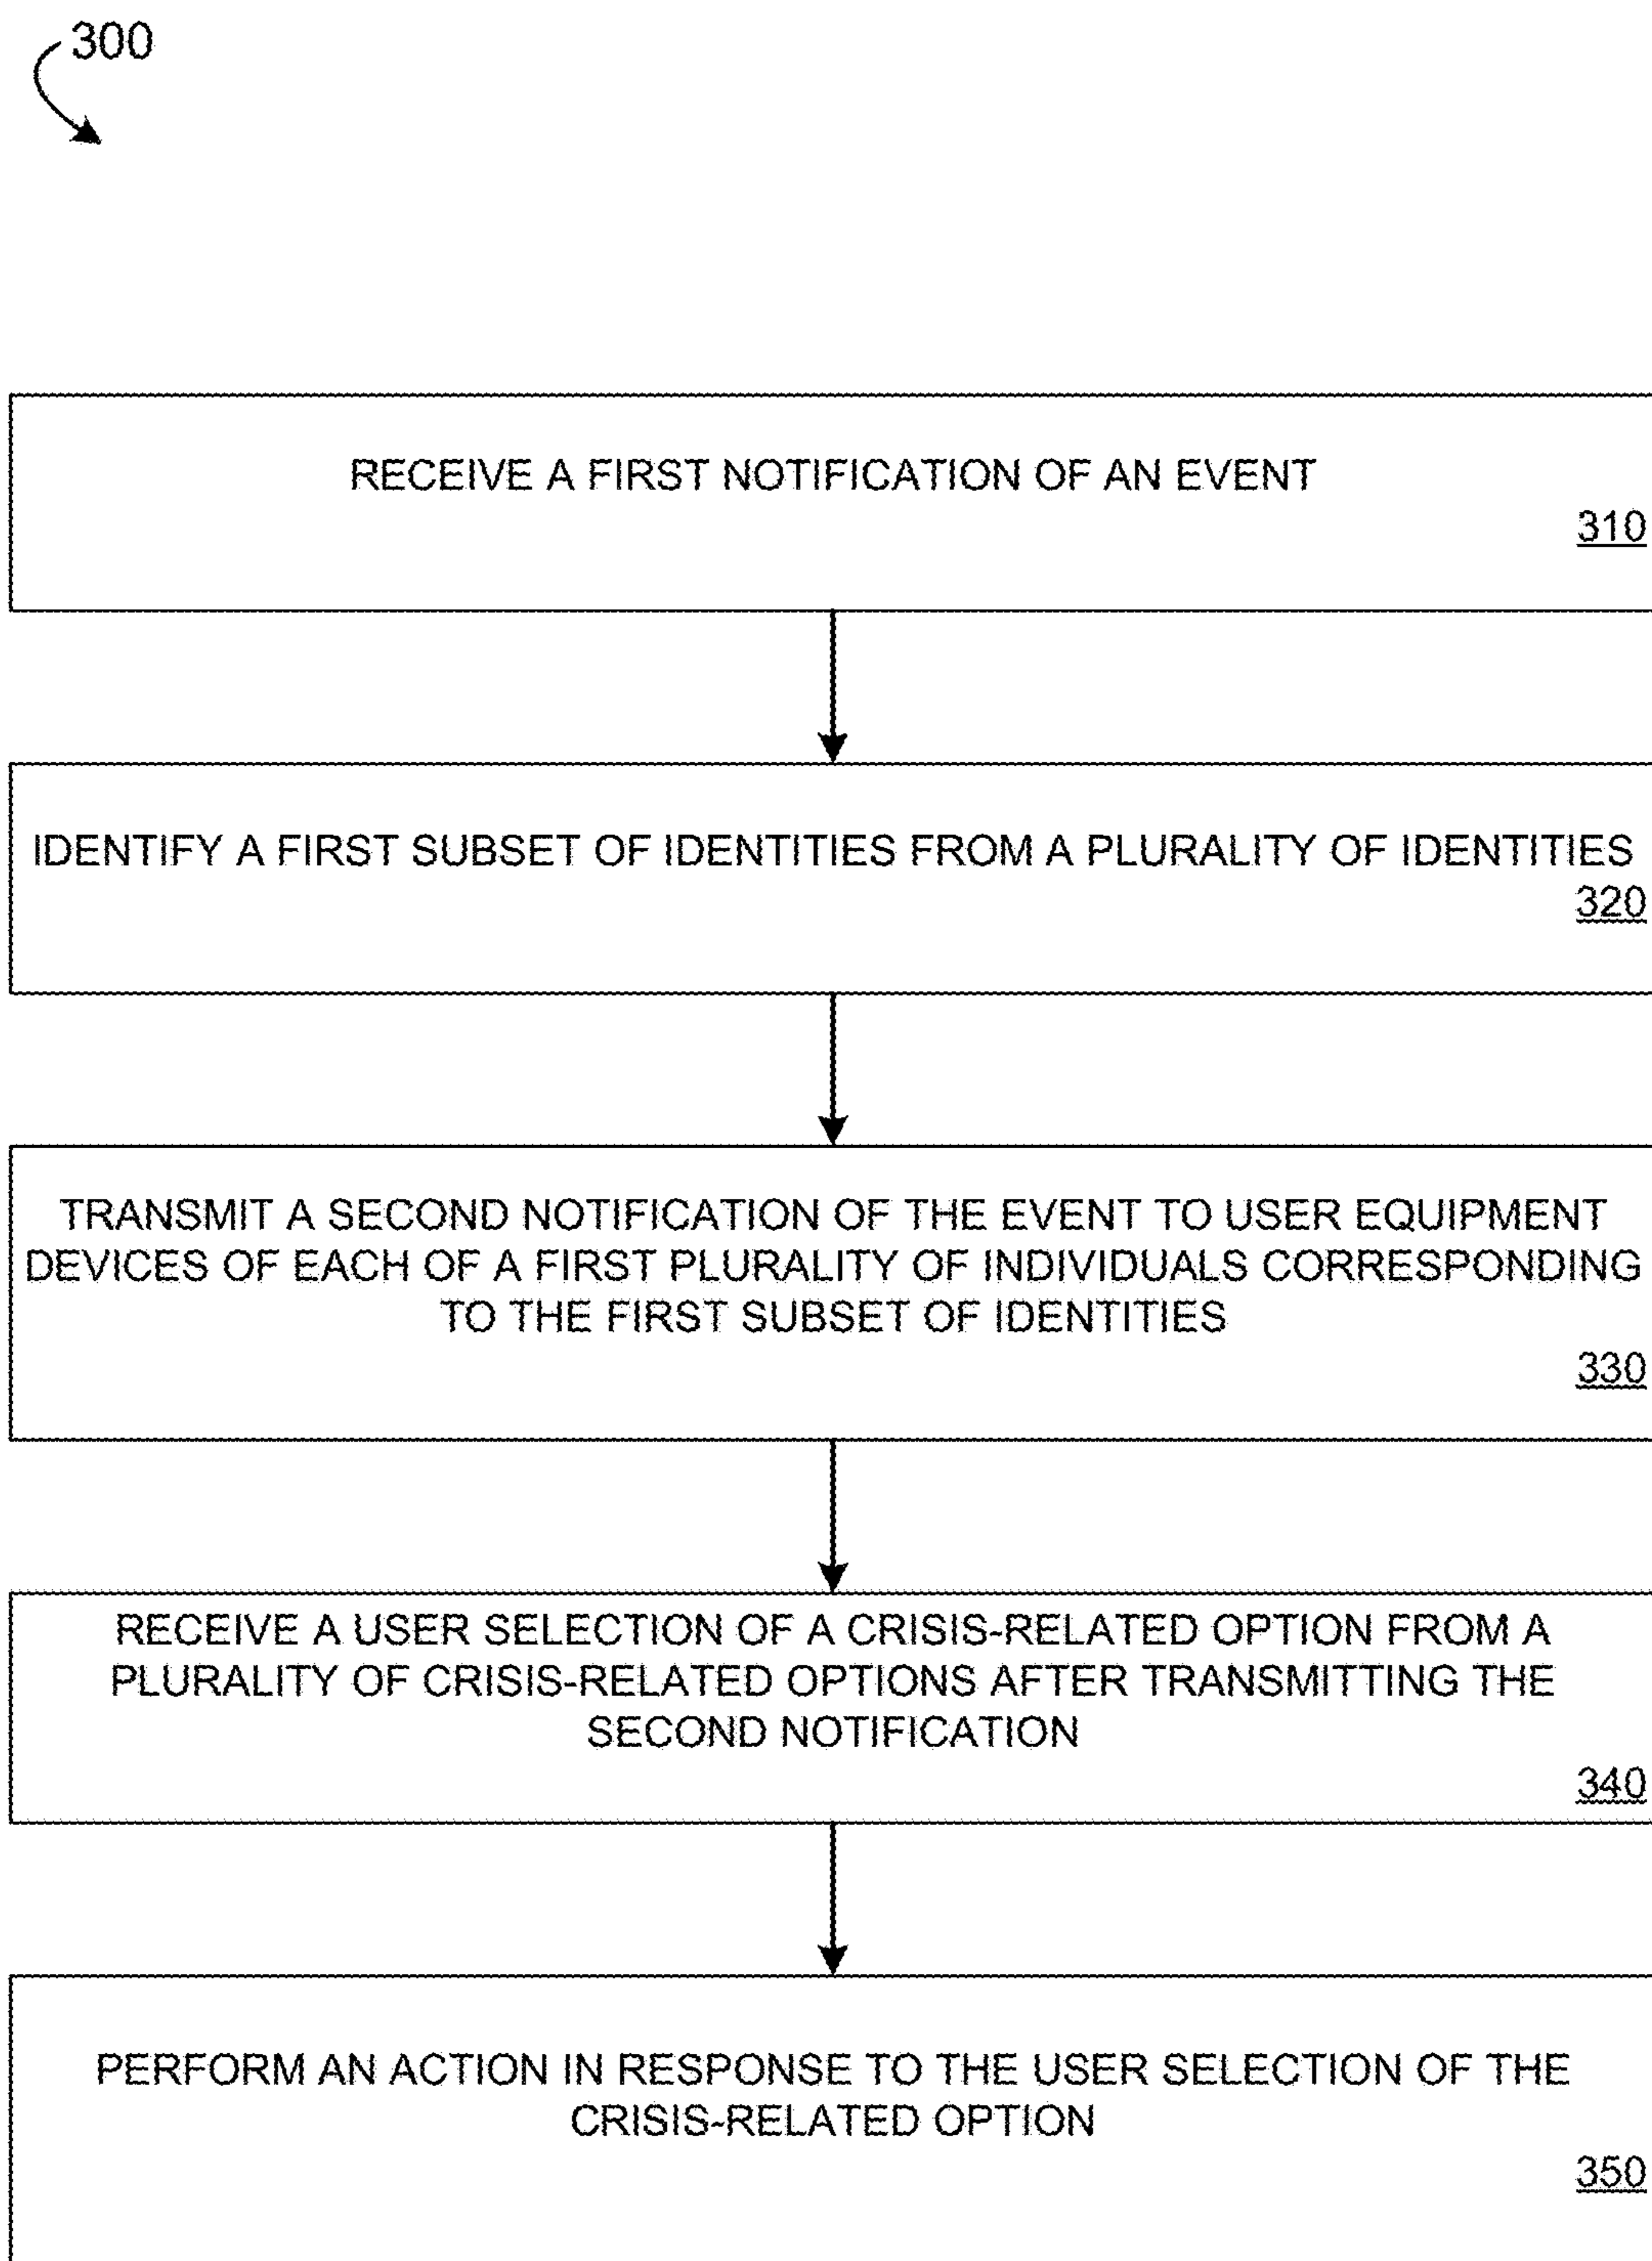 300
RECEIVE A FIRST NOTIFICATION OF AN EVENT
310
IDENTIFY A FIRST SUBSET OF IDENTITIES FROM A PLURALITY OF IDENTITIES
320
TRANSMIT A SECOND NOTIFICATION OF THE EVENT TO USER EQUIPMENT
DEVICES OF EACH OF A FIRST PLURALITY OF INDIVIDUALS CORRESPONDING
TO THE FIRST SUBSET OF IDENTITIES
330
RECEIVE A USER SELECTION OF A CRISIS-RELATED OPTION FROM A
PLURALITY OF CRISIS-RELATED OPTIONS AFTER TRANSMITTING THE
SECOND NOTIFICATION
340
PERFORM AN ACTION IN RESPONSE TO THE USER SELECTION OF THE
CRISIS-RELATED OPTION
350